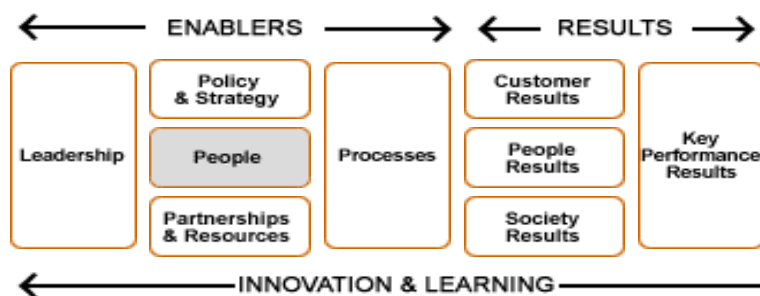 ENABLERS
RESULTS
Leadership
Policy
& Strategy
People
Partnerships
& Resources
Processes
Customer
Results
People
Results
Society
Results
Key
Performance
Results
INNOVATION & LEARNING